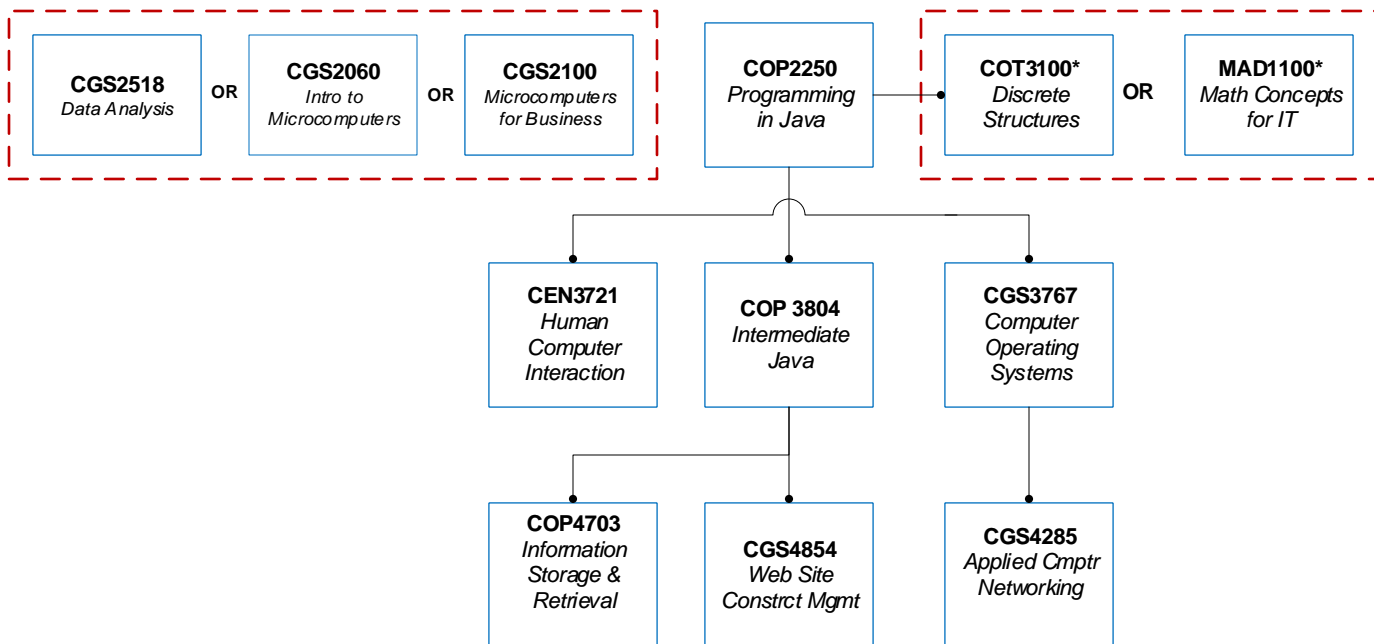 CGS2518
Data Analysis
OR
CGS2060
Intro to
Microcomputers
OR
CGS2100
Microcomputers
for Business
COP2250
Programming
in Java
COT3100*
Discrete
Structures
OR
MAD1100*
Math Concepts
for IT
CEN3721
Human
Computer
Interaction
COP 3804
Intermediate
Java
CGS3767
Computer
Operating
Systems
COP4703
Information
Storage &
Retrieval
CGS4854
Web Site
Constrct Mgmt
CGS4285
Applied Cmptr
Networking